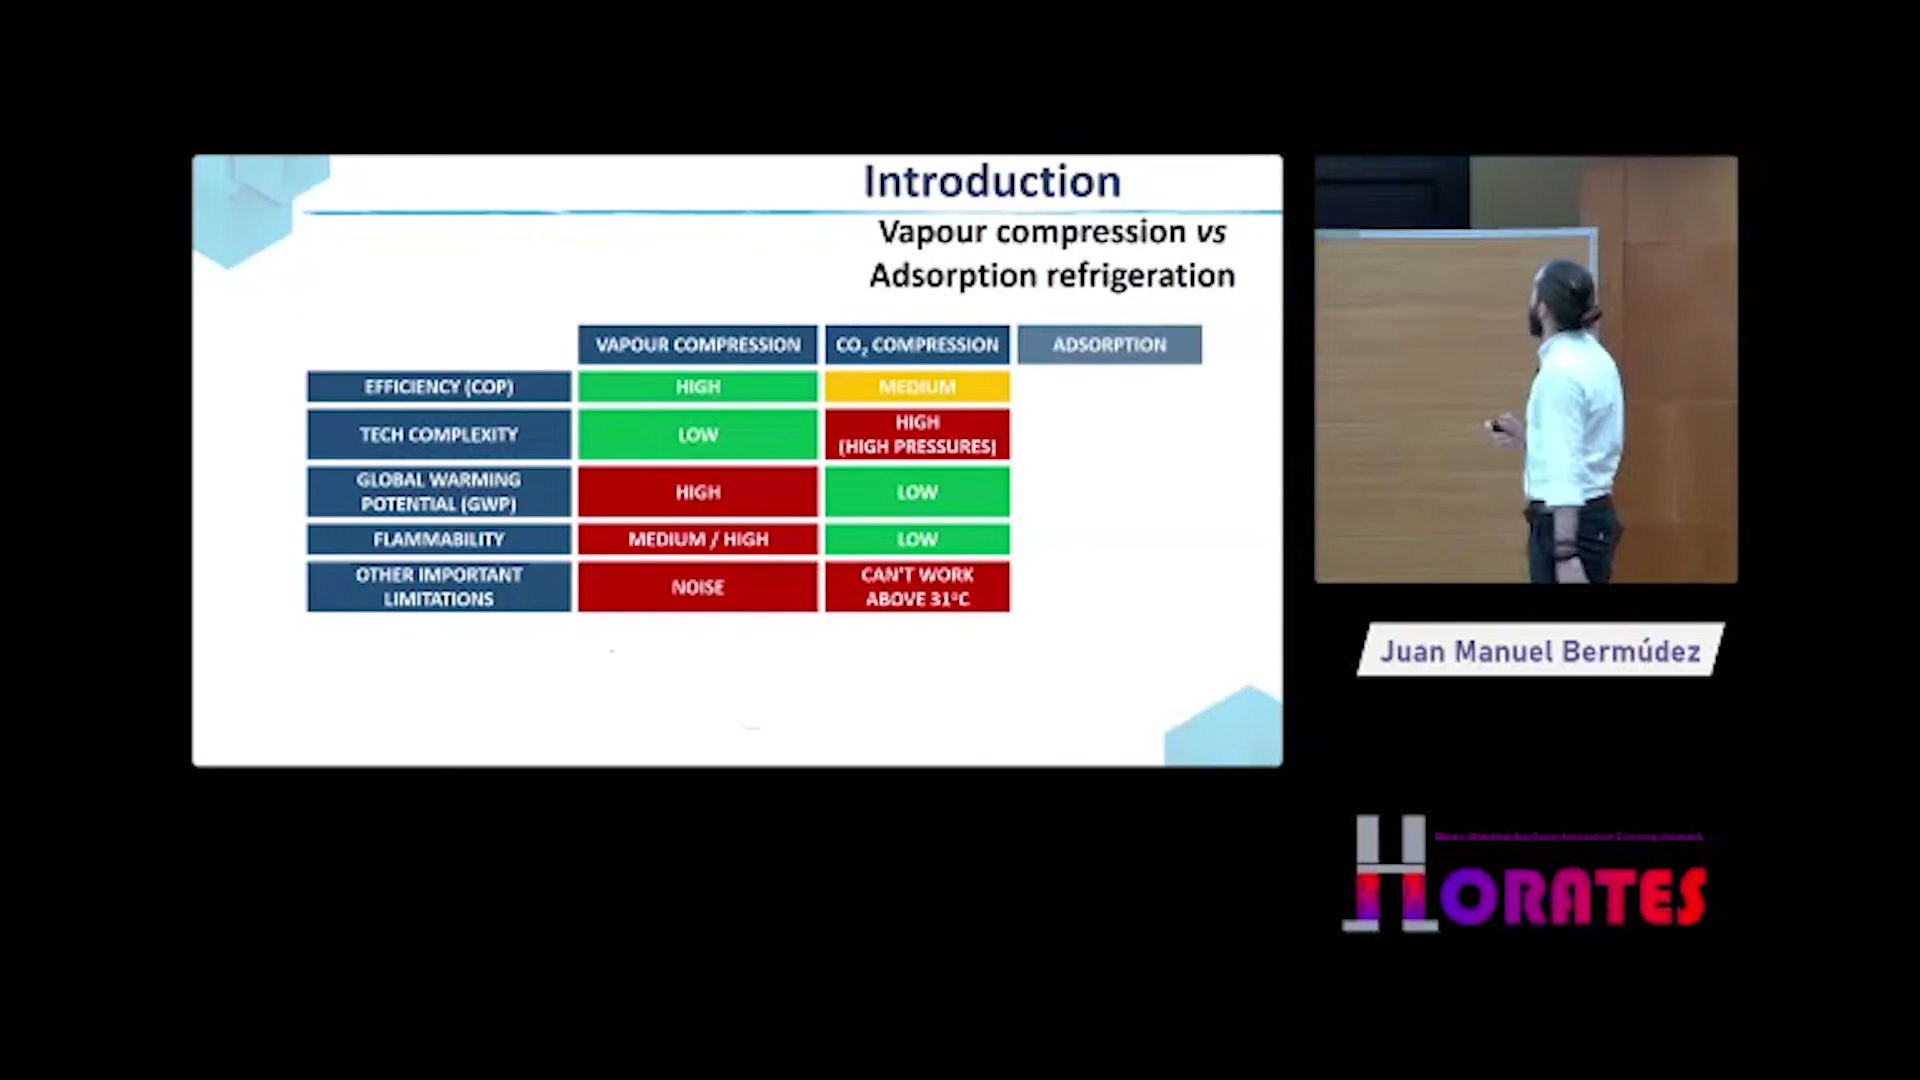 Introduction
Vapour compression vs
Adsorption refrigeration
VAPOUR COMPRESSION
CO₂ COMPRESSION
ADSORPTION
EFFICIENCY (COP)
HIGH
MEDIUM
TECH COMPLEXITY
LOW
HIGH
(HIGH PRESSURES)
GLOBAL WARMING
POTENTIAL (GWP)
HIGH
LOW
FLAMMABILITY
MEDIUM / HIGH
LOW
OTHER IMPORTANT
LIMITATIONS
NOISE
CAN'T WORK
ABOVE 31ºC
Juan Manuel Bermúdez
HORATES